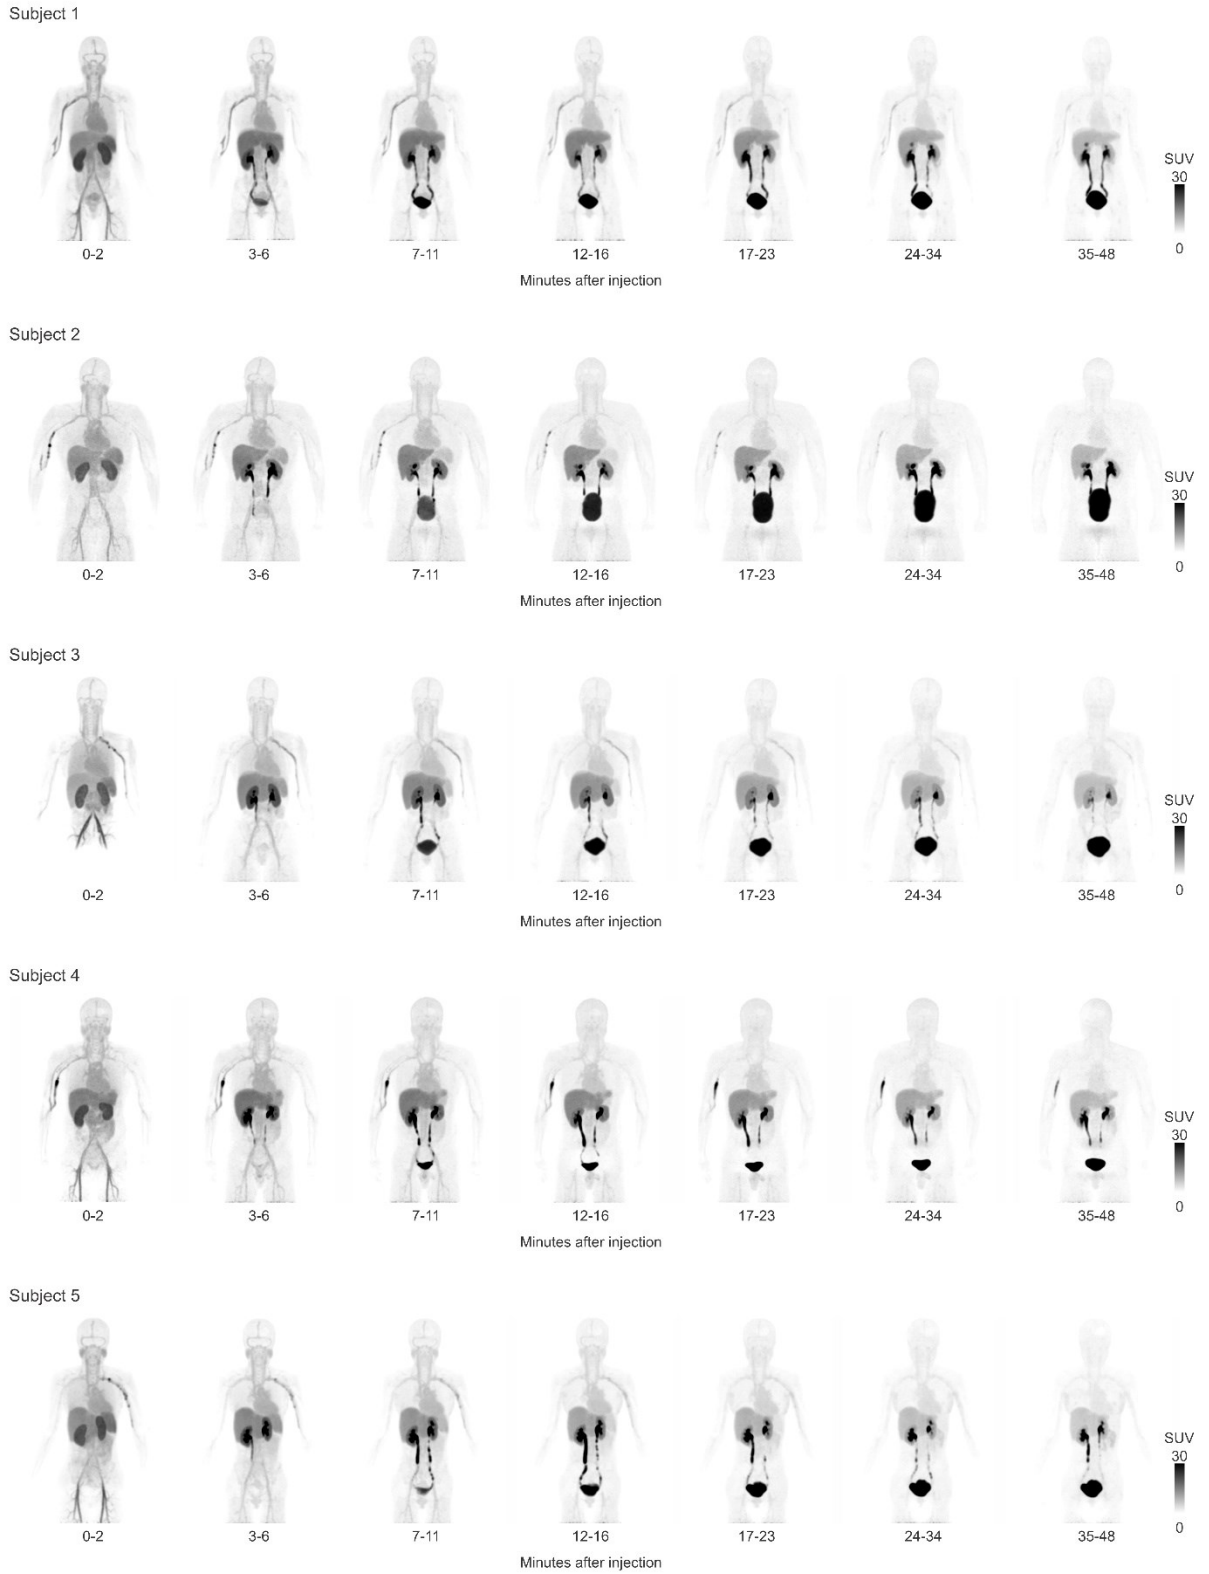 Subject 1
SUV
30
0
0-2 3-6 7-11 12-16 17-23 24-34 35-48
Minutes after injection
Subject 2
SUV
30
0
0-2 3-6 7-11 12-16 17-23 24-34 35-48
Minutes after injection
Subject 3
SUV
30
0
0-2 3-6 7-11 12-16 17-23 24-34 35-48
Minutes after injection
Subject 4
SUV
30
0
0-2 3-6 7-11 12-16 17-23 24-34 35-48
Minutes after injection
Subject 5
SUV
30
0
0-2 3-6 7-11 12-16 17-23 24-34 35-48
Minutes after injection